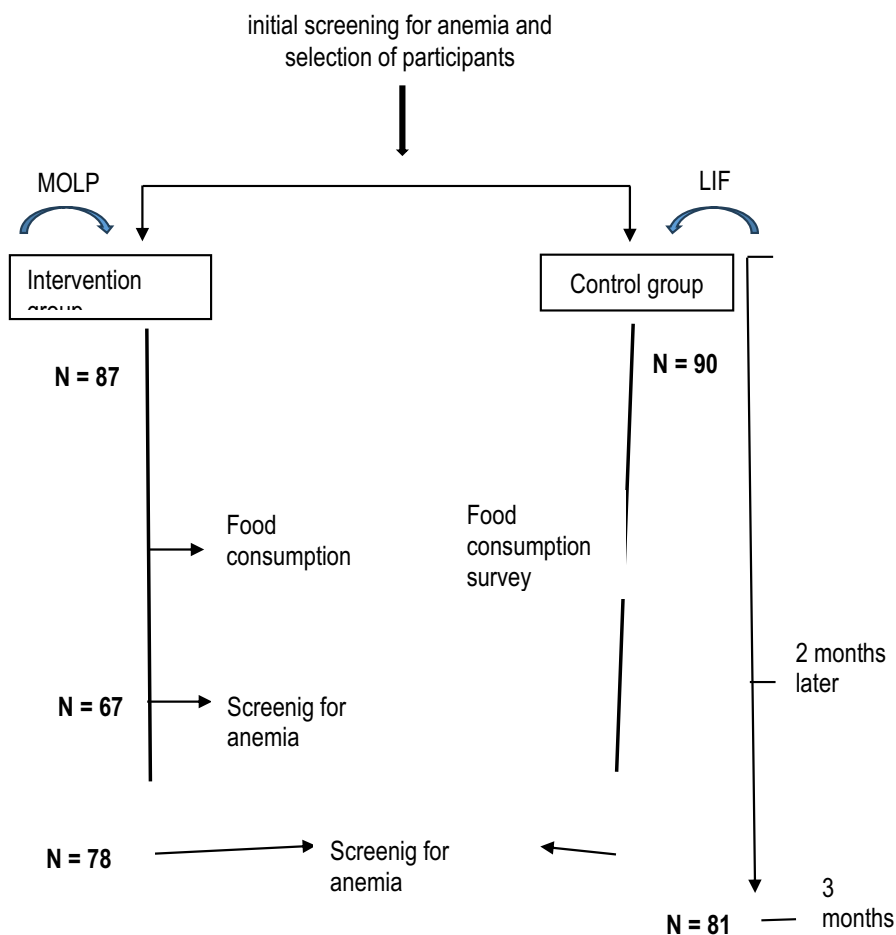 initial screening for anemia and
selection of participants
MOLP
LIF
Intervention
Control group
N = 87
N = 90
Food
consumption
Food
consumption
survey
2 months
later
N = 67
Screenig for
anemia
N = 78
Screenig for
anemia
3
months
N = 81